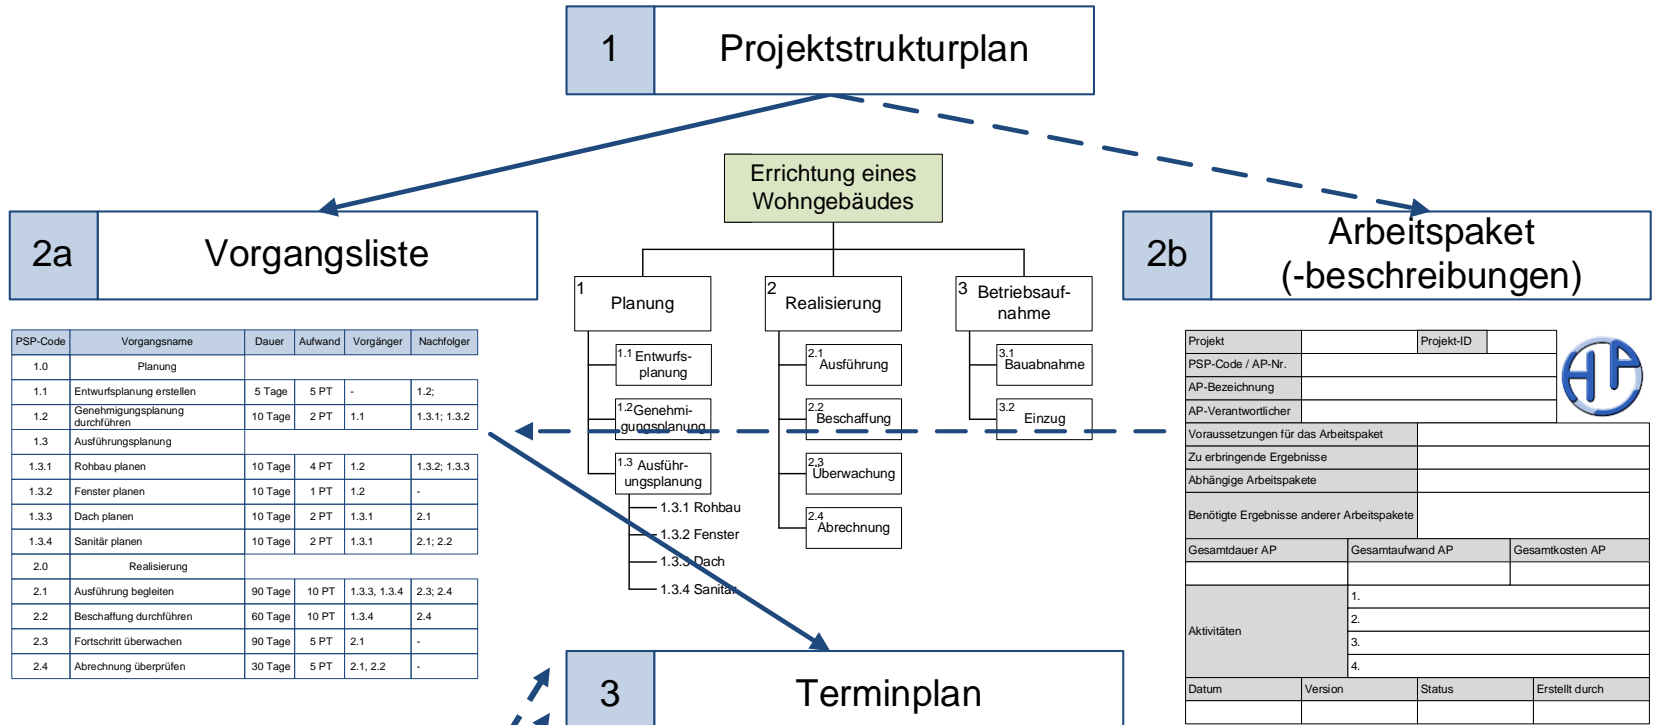 1 Projektstrukturplan
Errichtung eines
Wohngebäudes
2a Vorgangsliste
2b Arbeitspaket
(-beschreibungen)
1 Planung
1.1 Entwurfs-
planung
1.2 Genehmi-
gungsplanung
1.3 Ausführ-
ungsplanung
1.3.1 Rohbau
1.3.2 Fenster
1.3.3 Dach
1.3.4 Sanitär
2 Realisierung
2.1 Ausführung
2.2 Beschaffung
2.3 Überwachung
2.4 Abrechnung
3 Betriebsauf-
nahme
3.1 Bauabnahme
3.2 Einzug
PSP-Code Vorgangsname Dauer Aufwand Vorgänger Nachfolger
1.0 Planung
1.1 Entwurfsplanung erstellen 5 Tage 5 PT - 1.2;
1.2 Genehmigungsplanung
durchführen 10 Tage 2 PT 1.1 1.3.1; 1.3.2
1.3 Ausführungsplanung
1.3.1 Rohbau planen 10 Tage 4 PT 1.2 1.3.2; 1.3.3
1.3.2 Fenster planen 10 Tage 1 PT 1.2 -
1.3.3 Dach planen 10 Tage 2 PT 1.3.1 2.1
1.3.4 Sanitär planen 10 Tage 2 PT 1.3.1 2.1; 2.2
2.0 Realisierung
2.1 Ausführung begleiten 90 Tage 10 PT 1.3.3, 1.3.4 2.3; 2.4
2.2 Beschaffung durchführen 60 Tage 10 PT 1.3.4 2.4
2.3 Fortschritt überwachen 90 Tage 5 PT 2.1 -
2.4 Abrechnung überprüfen 30 Tage 5 PT 2.1, 2.2 -
Projekt Projekt-ID
PSP-Code / AP-Nr.
AP-Bezeichnung
AP-Verantwortlicher
AP
Voraussetzungen für das Arbeitspaket
Zu erbringende Ergebnisse
Abhängige Arbeitspakete
Benötigte Ergebnisse anderer Arbeitspakete
Gesamtdauer AP Gesamtaufwand AP Gesamtkosten AP
Aktivitäten
1.
2.
3.
4.
Datum Version Status Erstellt durch
3 Terminplan